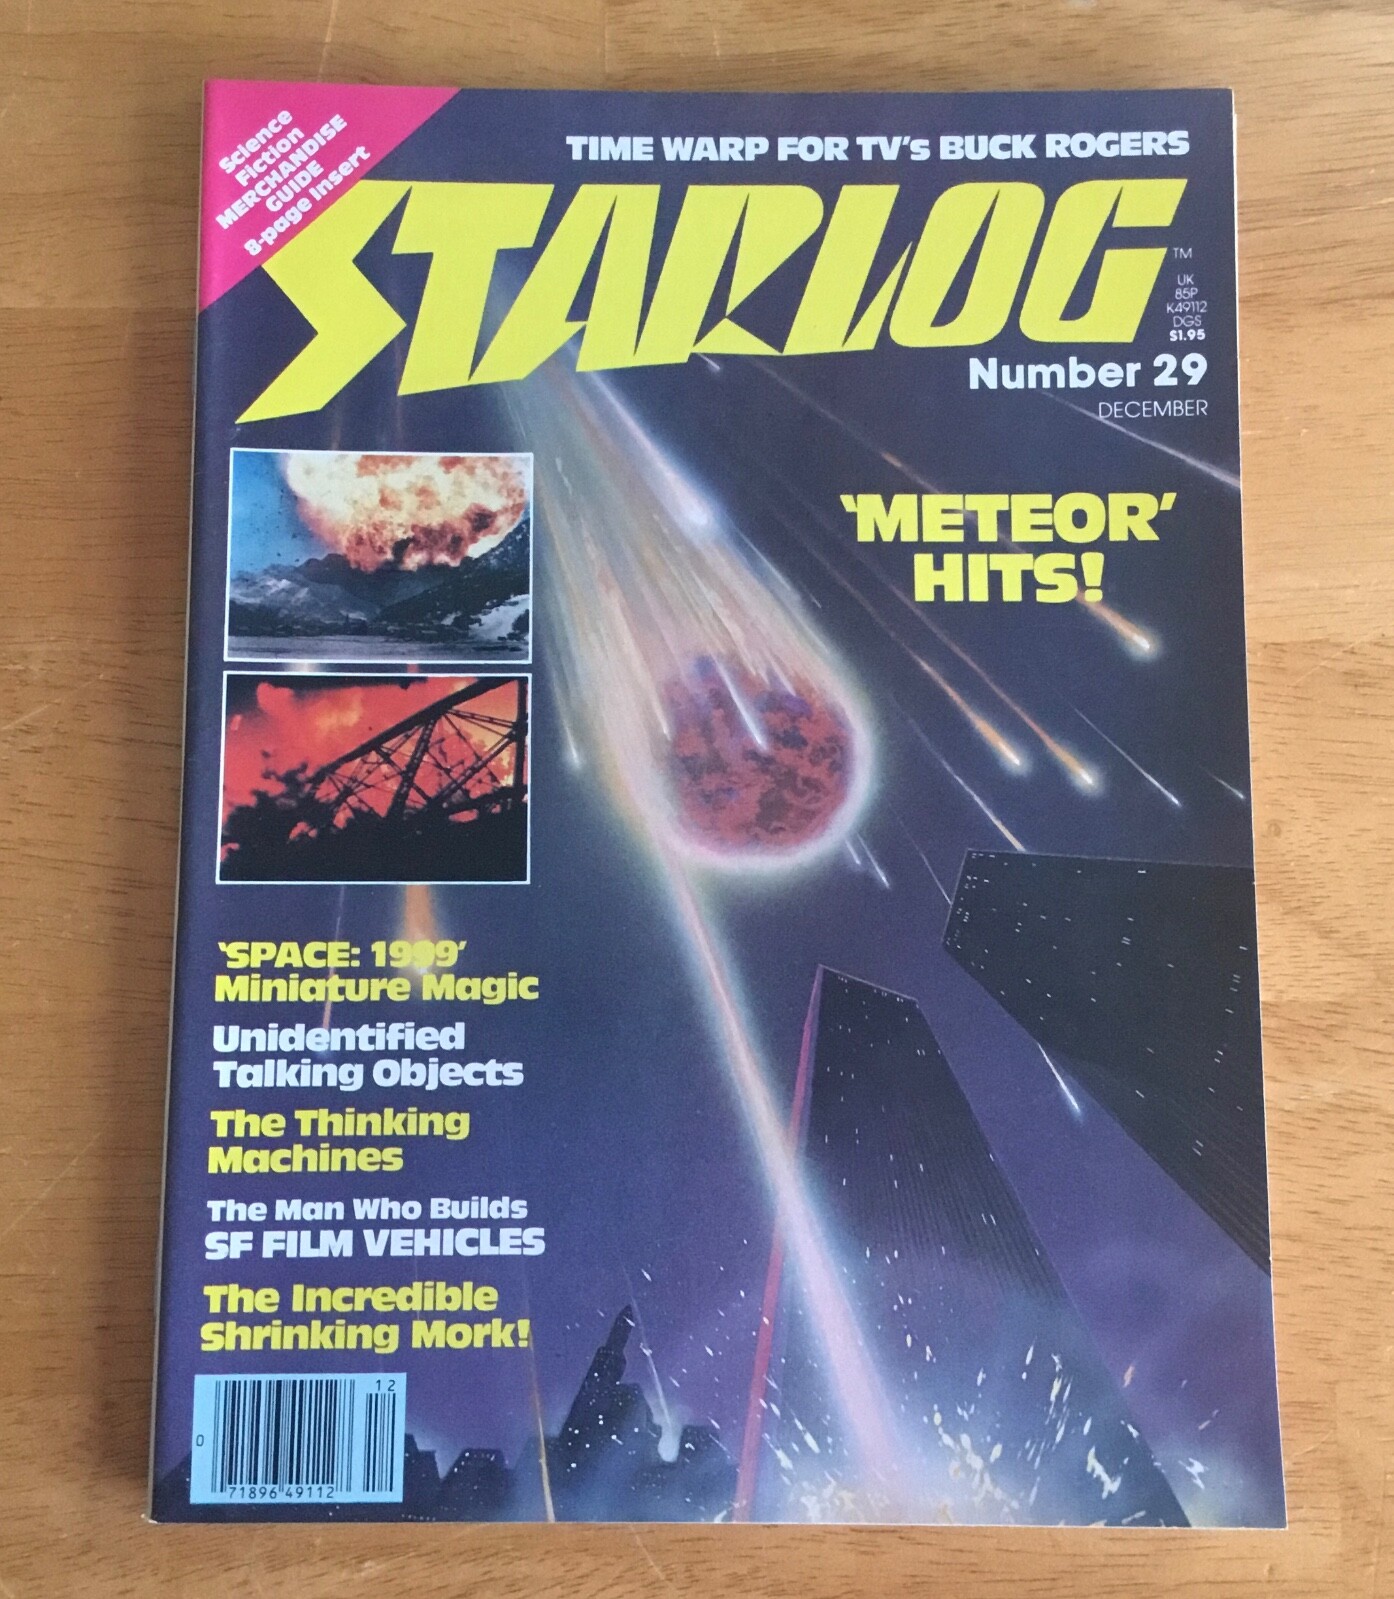 Science
Fiction
MERCHANDISE
GUIDE
8-page Insert
TIME WARP FOR TV's BUCK ROGERS
STARLOG
TM
UK
85P
K49112
DGS
$1.95
Number 29
DECEMBER
'METEOR'
HITS!
'SPACE: 1999'
Miniature Magic
Unidentified
Talking Objects
The Thinking
Machines
The Man Who Builds
SF FILM VEHICLES
The Incredible
Shrinking Mork!
12
0
71896 49112